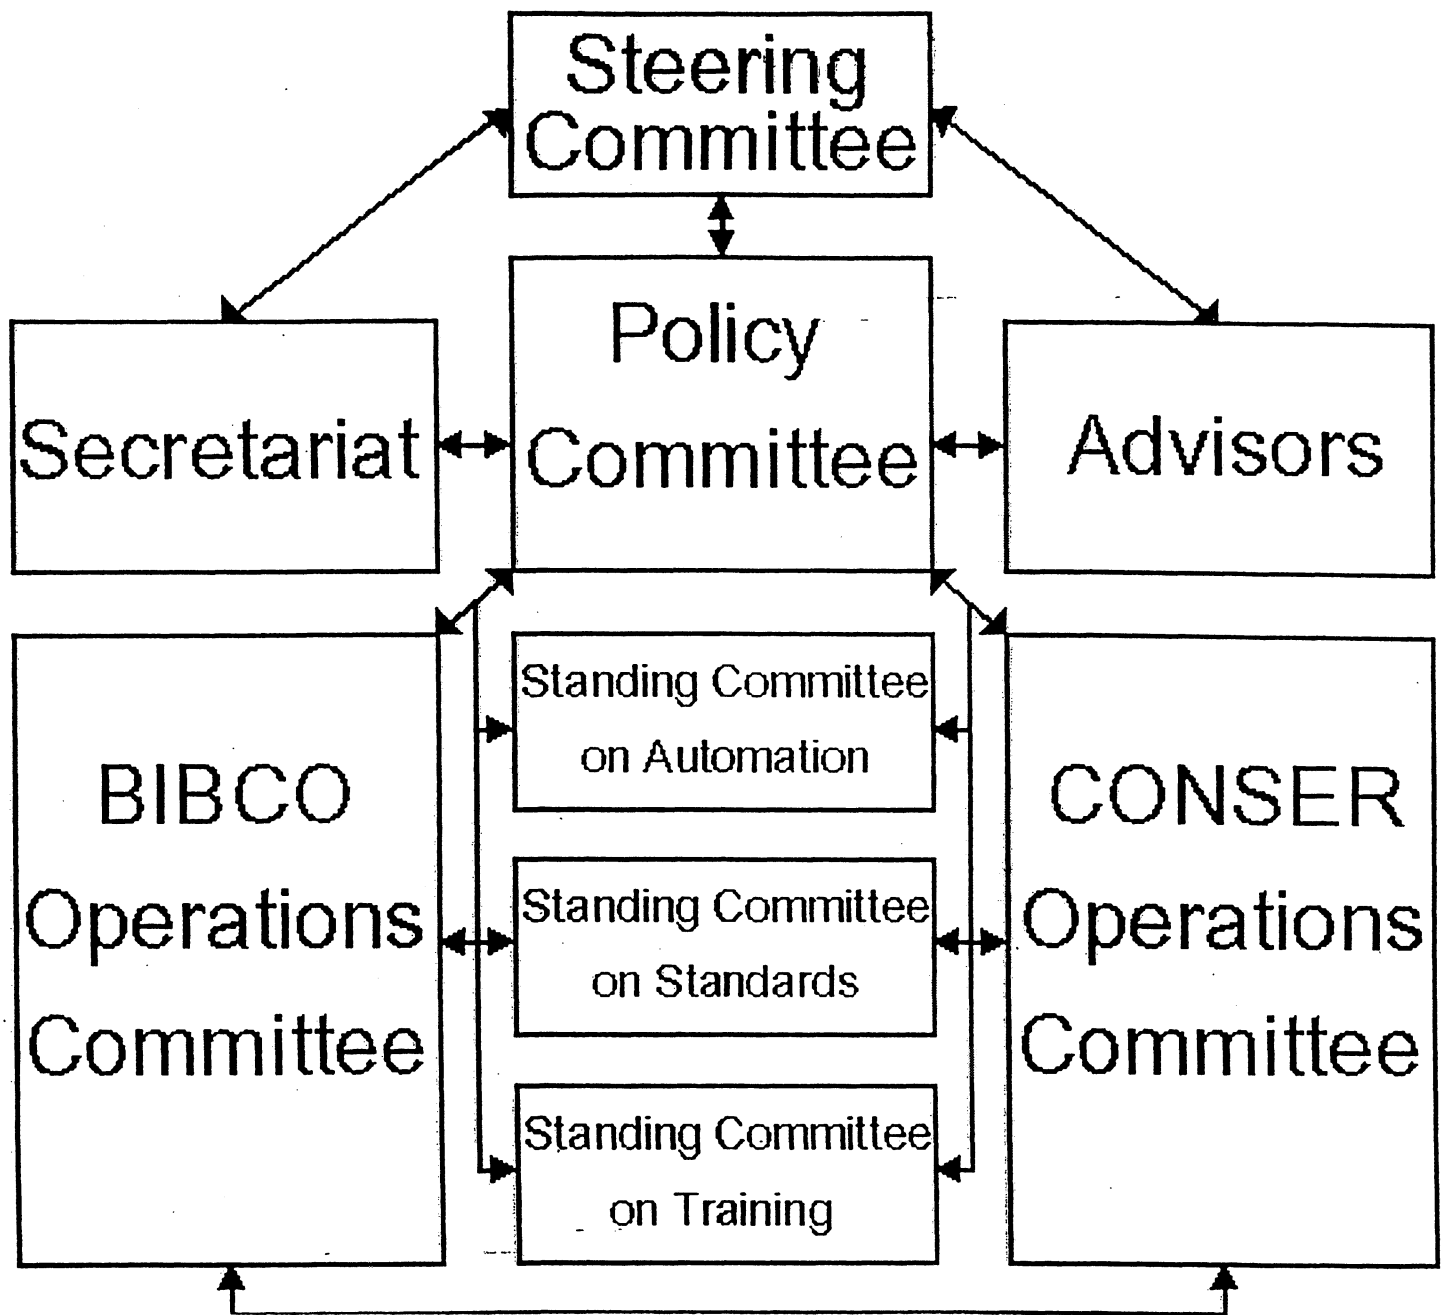 Steering
Committee
Policy
Committee
Secretariat
Advisors
BIBCO
Operations
Committee
Standing Committee
on Automation
Standing Committee
on Standards
Standing Committee
on Training
CONSER
Operations
Committee